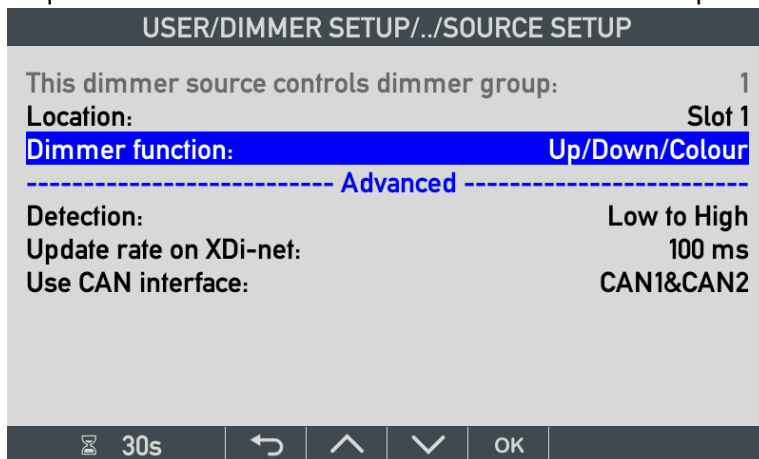 USER/DIMMER SETUP/../SOURCE SETUP
This dimmer source controls dimmer group: 1
Location: Slot 1
Dimmer function: Up/Down/Colour
--------------------------- Advanced -------------------------
Detection: Low to High
Update rate on XDi-net: 100 ms
Use CAN interface: CAN1&CAN2
30s OK